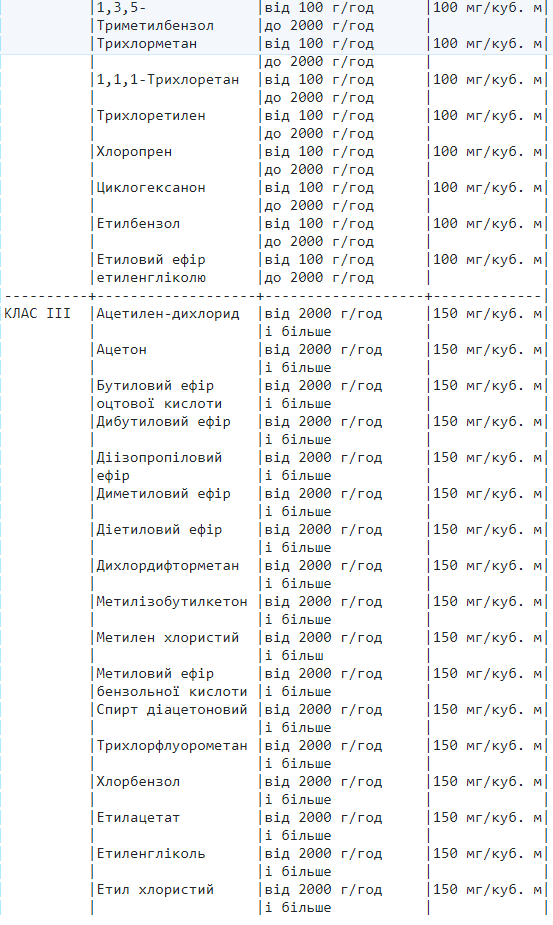 |1,3,5-             |від 100 г/год      |100 мг/куб. м|
|Триметилбензол     |до 2000 г/год      |             |
|Трихлорметан       |від 100 г/год      |100 мг/куб. м|
|                   |до 2000 г/год      |             |
|1,1,1-Трихлоретан  |від 100 г/год      |100 мг/куб. м|
|                   |до 2000 г/год      |             |
|Трихлоретилен      |від 100 г/год      |100 мг/куб. м|
|                   |до 2000 г/год      |             |
|Хлоропрен          |від 100 г/год      |100 мг/куб. м|
|                   |до 2000 г/год      |             |
|Циклогексанон      |від 100 г/год      |100 мг/куб. м|
|                   |до 2000 г/год      |             |
|Етилбензол         |від 100 г/год      |100 мг/куб. м|
|                   |до 2000 г/год      |             |
|Етиловий ефір      |від 100 г/год      |100 мг/куб. м|
|етиленгліколю      |до 2000 г/год      |             |
----------+-------------------+-------------------+-------------
КЛАС III  |Ацетилен-дихлорид  |від 2000 г/год     |150 мг/куб. м|
|                   |і більше           |             |
|Ацетон             |від 2000 г/год     |150 мг/куб. м|
|                   |і більше           |             |
|Бутиловий ефір     |від 2000 г/год     |150 мг/куб. м|
|оцтової кислоти    |і більше           |             |
|Дибутиловий ефір   |від 2000 г/год     |150 мг/куб. м|
|                   |і більше           |             |
|Діізопропіловий    |від 2000 г/год     |150 мг/куб. м|
|ефір               |і більше           |             |
|Диметиловий ефір   |від 2000 г/год     |150 мг/куб. м|
|                   |і більше           |             |
|Діетиловий ефір    |від 2000 г/год     |150 мг/куб. м|
|                   |і більше           |             |
|Дихлордифторметан  |від 2000 г/год     |150 мг/куб. м|
|                   |і більше           |             |
|Метилізобутилкетон |від 2000 г/год     |150 мг/куб. м|
|                   |і більше           |             |
|Метилен хлористий  |від 2000 г/год     |150 мг/куб. м|
|                   |і більш            |             |
|Метиловий ефір     |від 2000 г/год     |150 мг/куб. м|
|бензольної кислоти |і більше           |             |
|Спирт діацетоновий |від 2000 г/год     |150 мг/куб. м|
|                   |і більше           |             |
|Трихлорфлуорометан |від 2000 г/год     |150 мг/куб. м|
|                   |і більше           |             |
|Хлорбензол         |від 2000 г/год     |150 мг/куб. м|
|                   |і більше           |             |
|Етилацетат         |від 2000 г/год     |150 мг/куб. м|
|                   |і більше           |             |
|Етиленгліколь      |від 2000 г/год     |150 мг/куб. м|
|                   |і більше           |             |
|Етил хлористий     |від 2000 г/год     |150 мг/куб. м|
|                   |і більше           |             |